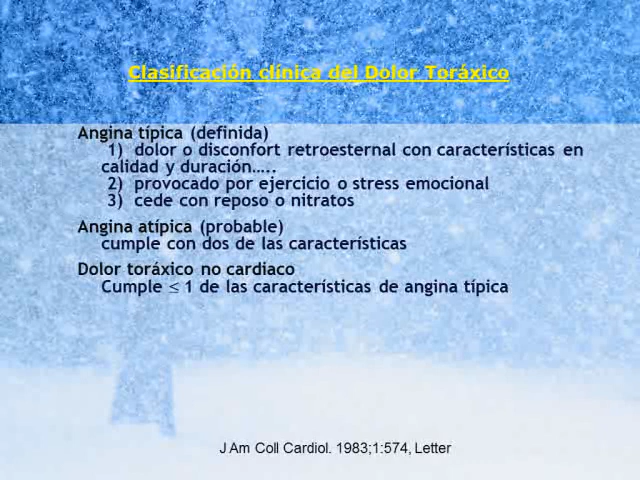 Clasificación clínica del Dolor Toráxico
Angina típica (definida)
1) dolor o disconfort retroesternal con características en
calidad y duración…..
2) provocado por ejercicio o stress emocional
3) cede con reposo o nitratos
Angina atípica (probable)
cumple con dos de las características
Dolor toráxico no cardiaco
Cumple ≤ 1 de las características de angina típica
J Am Coll Cardiol. 1983;1:574, Letter